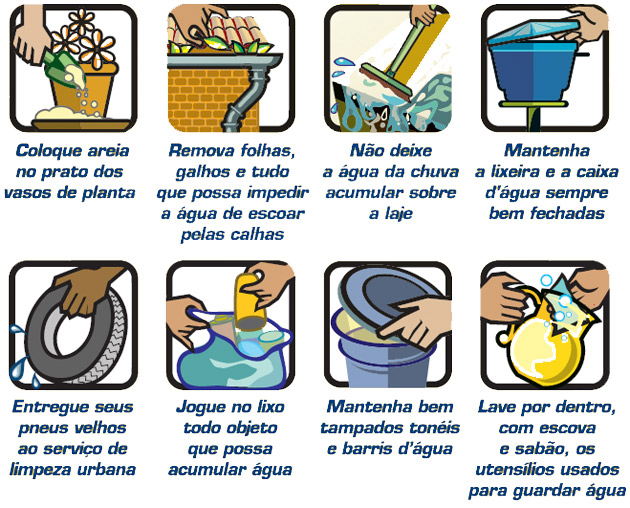 Coloque areia
no prato dos
vasos de planta
Remova folhas,
galhos e tudo
que possa impedir
a água de escoar
pelas calhas
Não deixe
a água da chuva
acumular sobre
a laje
Mantenha
a lixeira e a caixa
d'água sempre
bem fechadas
Entregue seus
pneus velhos
ao serviço de
limpeza urbana
Jogue no lixo
todo objeto
que possa
acumular água
Mantenha bem
tampados tonéis
e barris d'água
Lave por dentro,
com escova
e sabão, os
utensílios usados
para guardar água